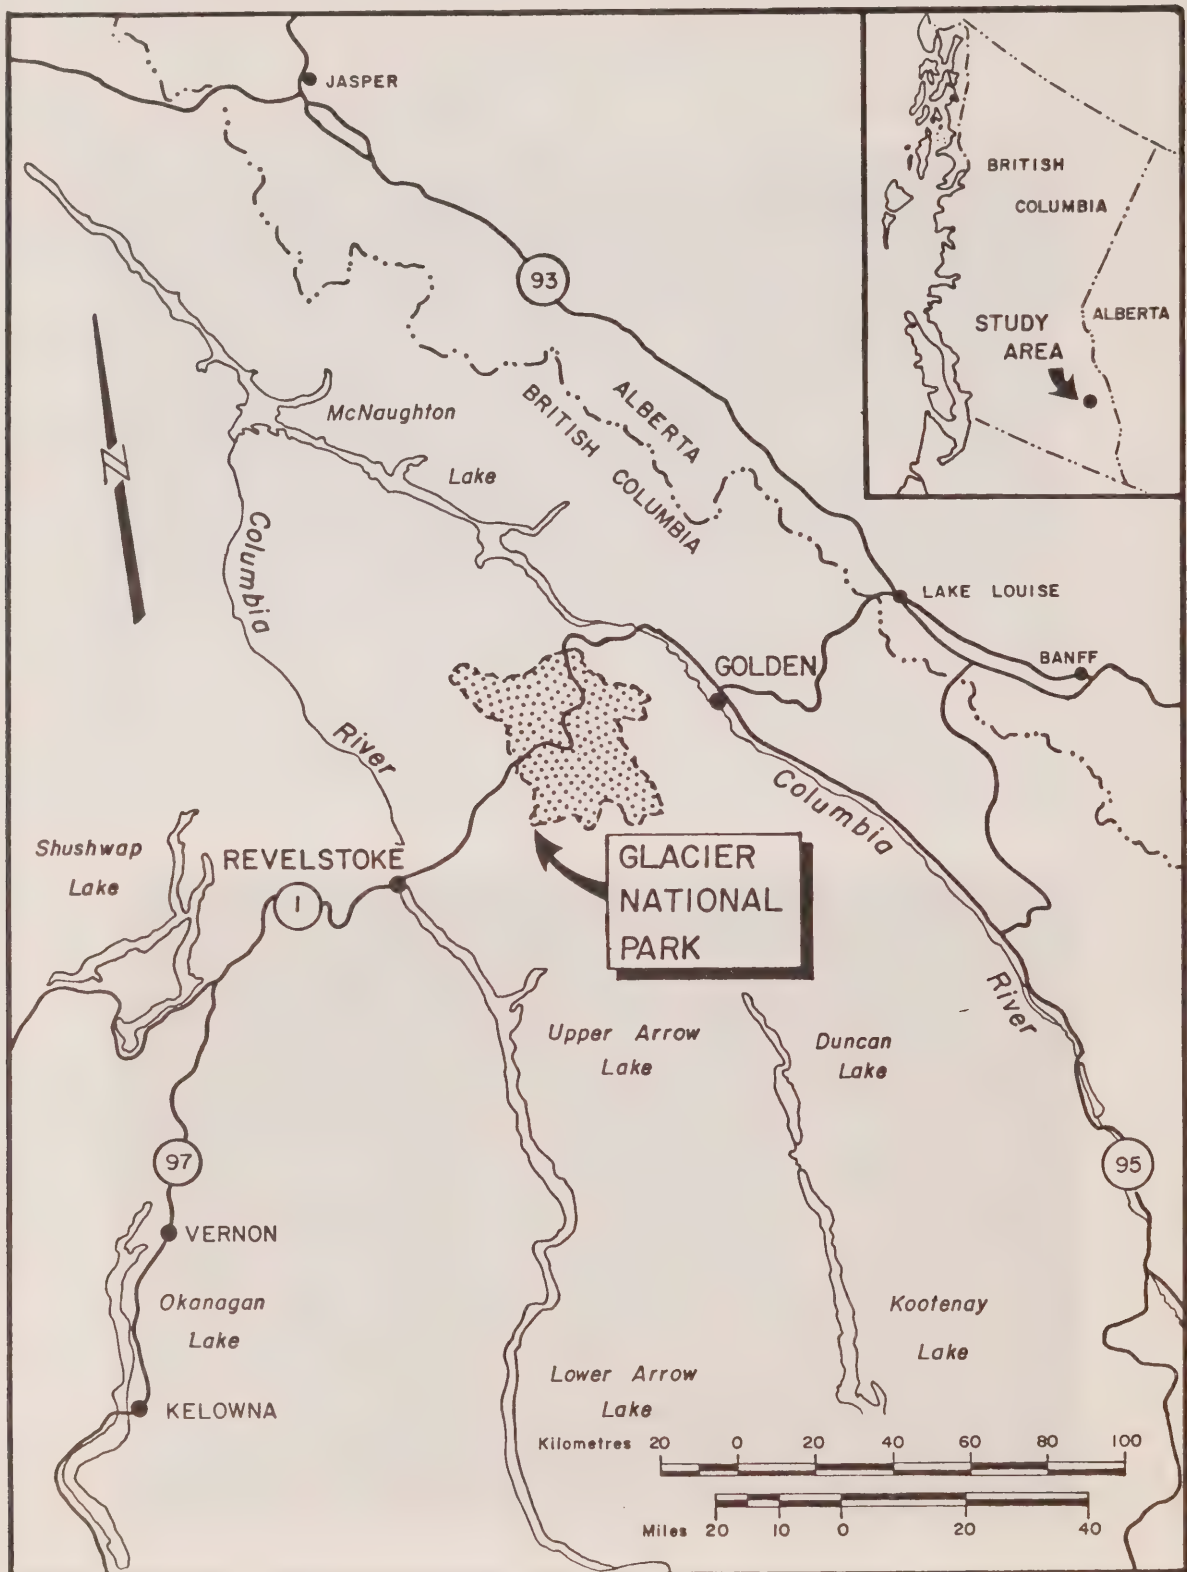 JASPER
BRITISH
COLUMBIA
ALBERTA
STUDY
AREA
93
ALBERTA
BRITISH COLUMBIA
McNaughton
Lake
N
Columbia
River
LAKE LOUISE
BANFF
GOLDEN
Columbia
River
Shushwap
Lake
REVELSTOKE
1
GLACIER
NATIONAL
PARK
Upper Arrow
Lake
Duncan
Lake
97
95
VERNON
Okanagan
Lake
Kootenay
Lake
Lower Arrow
Lake
KELOWNA
Kilometres 20 0 20 40 60 80 100
Miles 20 10 0 20 40